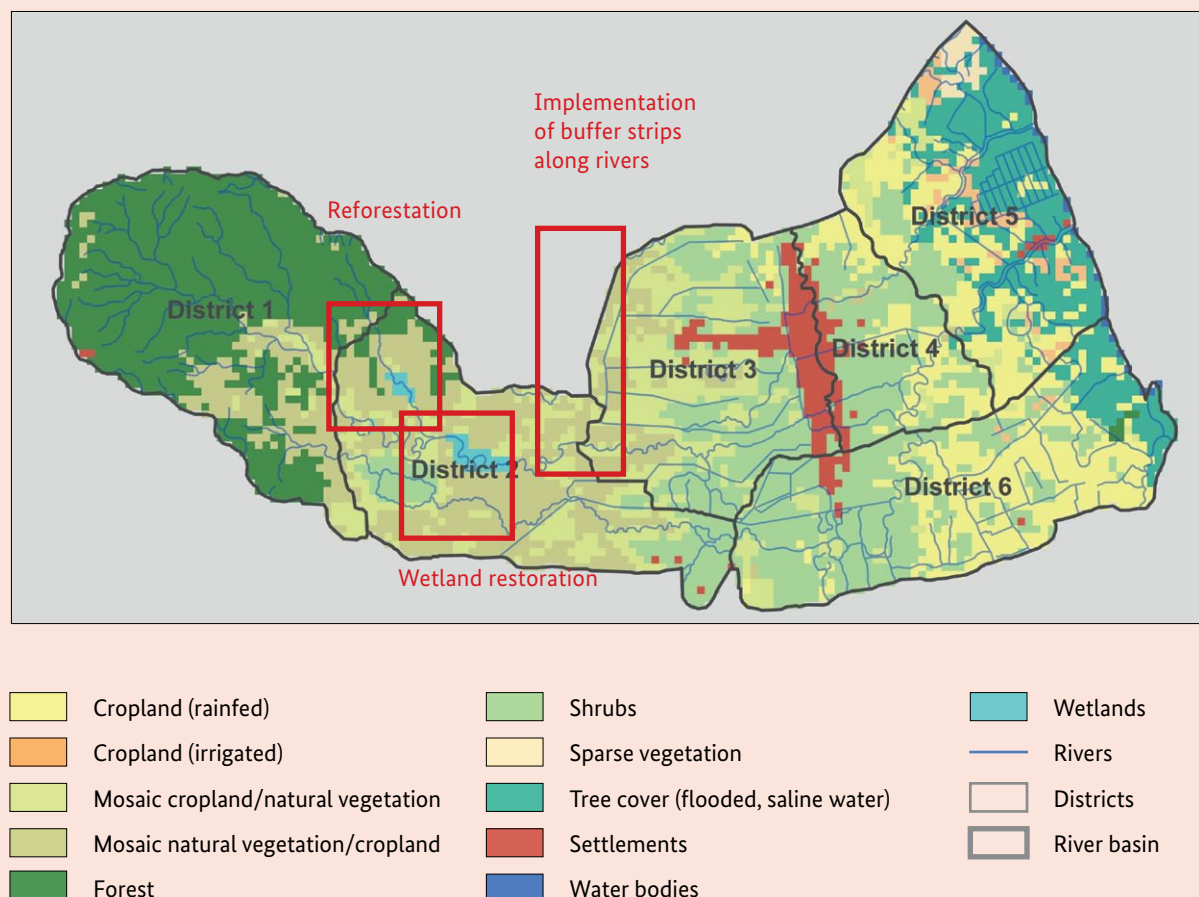 Implementation
of buffer strips
along rivers
Reforestation
District 5
District 1
District 4
District 3
District 2
District 6
Wetland restoration
Cropland (rainfed)
Cropland (irrigated)
Mosaic cropland/natural vegetation
Mosaic natural vegetation/cropland
Forest
Shrubs
Sparse vegetation
Tree cover (flooded, saline water)
Settlements
Water bodies
Wetlands
Rivers
Districts
River basin